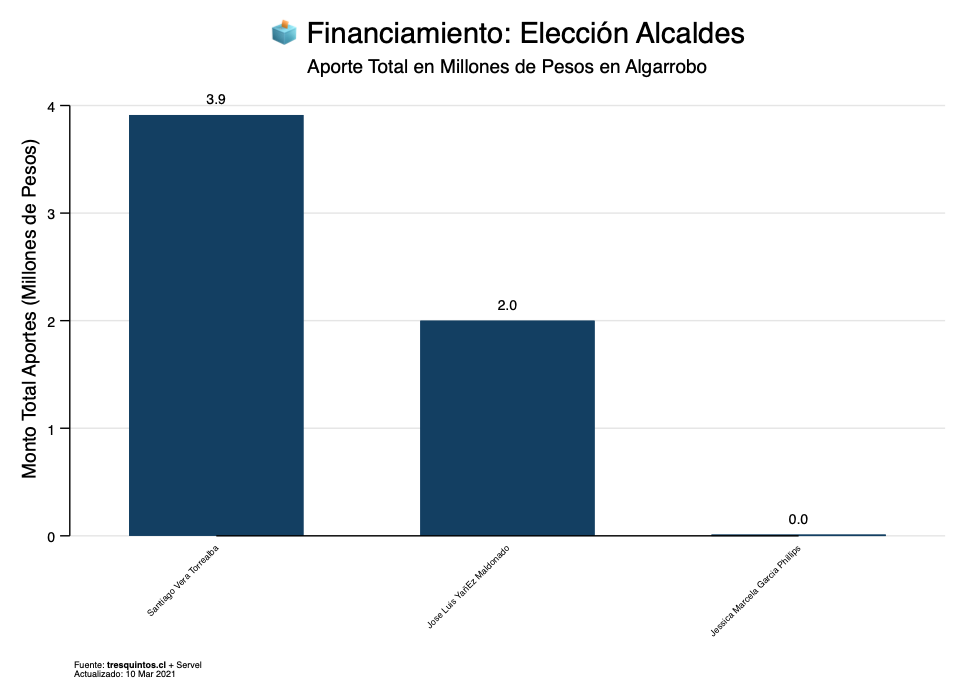 Financiamiento: Elección Alcaldes
Aporte Total en Millones de Pesos en Algarrobo
Monto Total Aportes (Millones de Pesos)
4
3
2
1
0
3.9
2.0
0.0
Santiago Vera Torrealba
Jose Luis YañEz Maldonado
Jessica Marcela Garcia Phillips
Fuente: tresquintos.cl + Servel
Actualizado: 10 Mar 2021